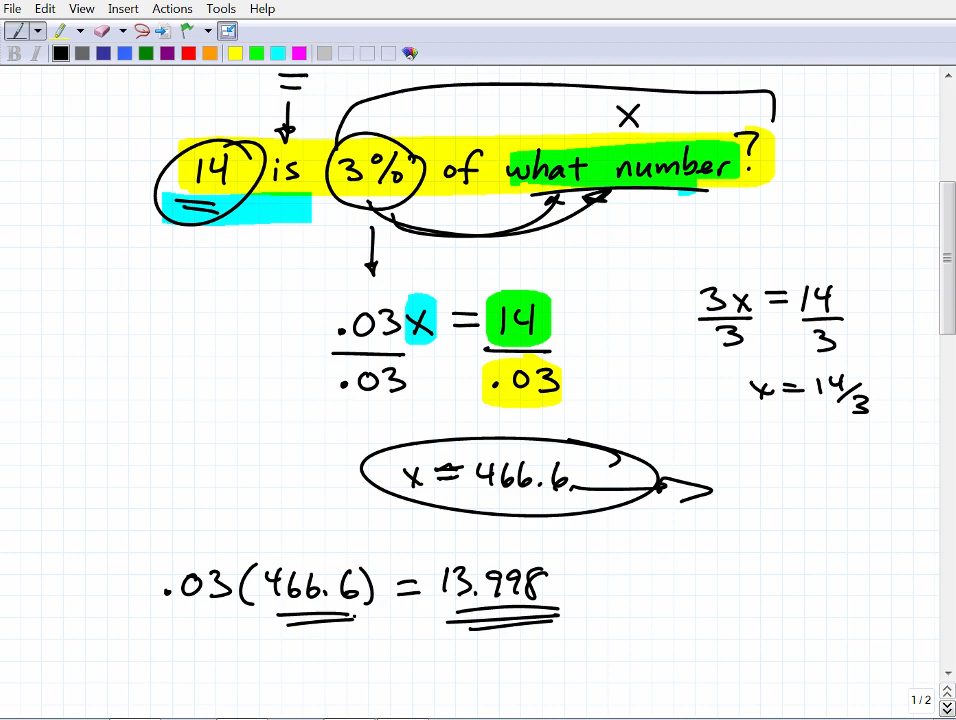 File Edit View Insert Actions Tools Help
B I
=
x
14 is 3% of what number?
.03x = 14
.03 .03
3x = 14
3 3
x = 14/3
x = 466.6
.03(466.6) = 13.998
1 / 2